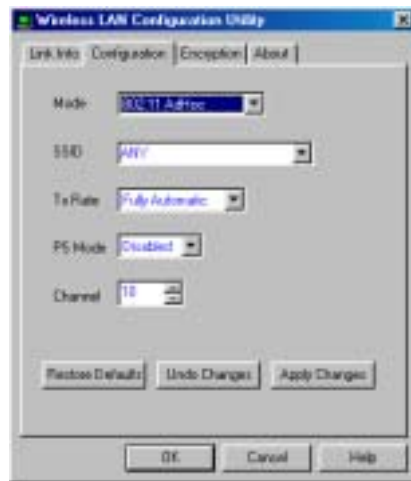 Wireless LAN Configuration Utility
Link Info Configuration Encryption About
Mode 802.11 AdHoc
SSID ANY
Tx Rate Fully Automatic
PS Mode Disabled
Channel 10
Restore Defaults Undo Changes Apply Changes
OK Cancel Help